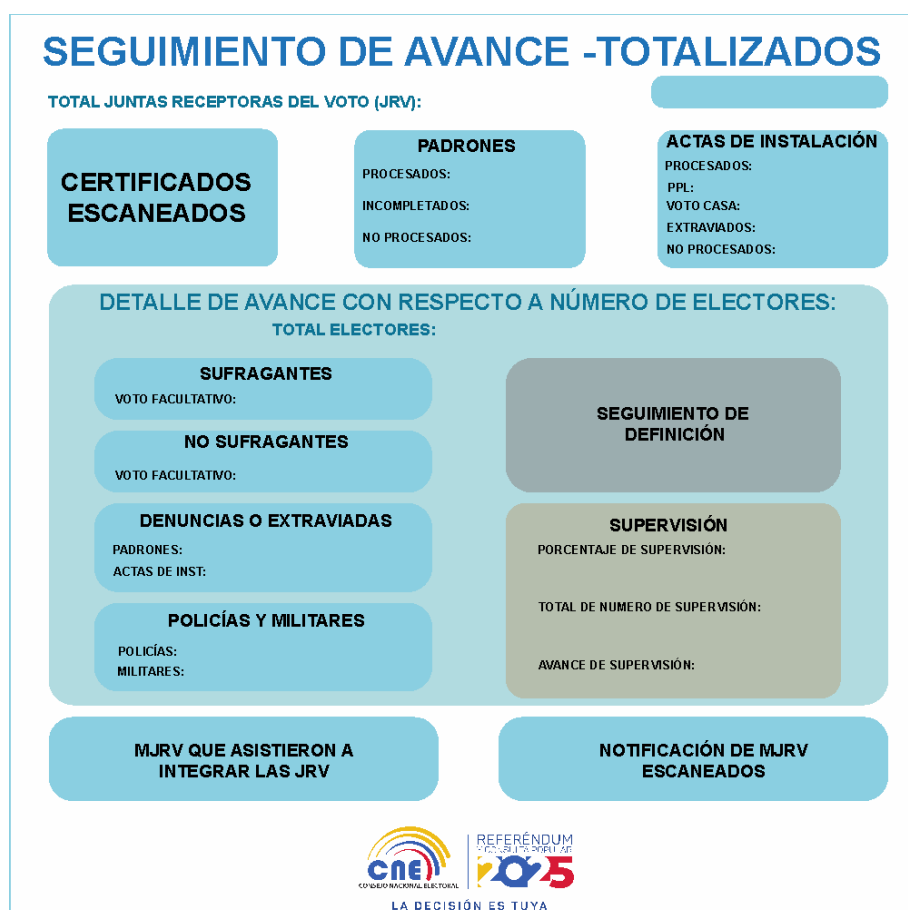 SEGUIMIENTO DE AVANCE -TOTALIZADOS
TOTAL JUNTAS RECEPTORAS DEL VOTO (JRV):
CERTIFICADOS
ESCANEADOS
PADRONES
PROCESADOS:
INCOMPLETADOS:
NO PROCESADOS:
ACTAS DE INSTALACIÓN
PROCESADOS:
PPL:
VOTO CASA:
EXTRAVIADOS:
NO PROCESADOS:
DETALLE DE AVANCE CON RESPECTO A NÚMERO DE ELECTORES:
TOTAL ELECTORES:
SUFRAGANTES
VOTO FACULTATIVO:
NO SUFRAGANTES
VOTO FACULTATIVO:
DENUNCIAS O EXTRAVIADAS
PADRONES:
ACTAS DE INST:
POLICÍAS Y MILITARES
POLICÍAS:
MILITARES:
SEGUIMIENTO DE
DEFINICIÓN
SUPERVISIÓN
PORCENTAJE DE SUPERVISIÓN:
TOTAL DE NUMERO DE SUPERVISIÓN:
AVANCE DE SUPERVISIÓN:
MJRV QUE ASISTIERON A
INTEGRAR LAS JRV
NOTIFICACIÓN DE MJRV
ESCANEADOS
CNE
CONSEJO NACIONAL ELECTORAL
REFERÉNDUM
Y CONSULTA POPULAR
2025
LA DECISIÓN ES TUYA